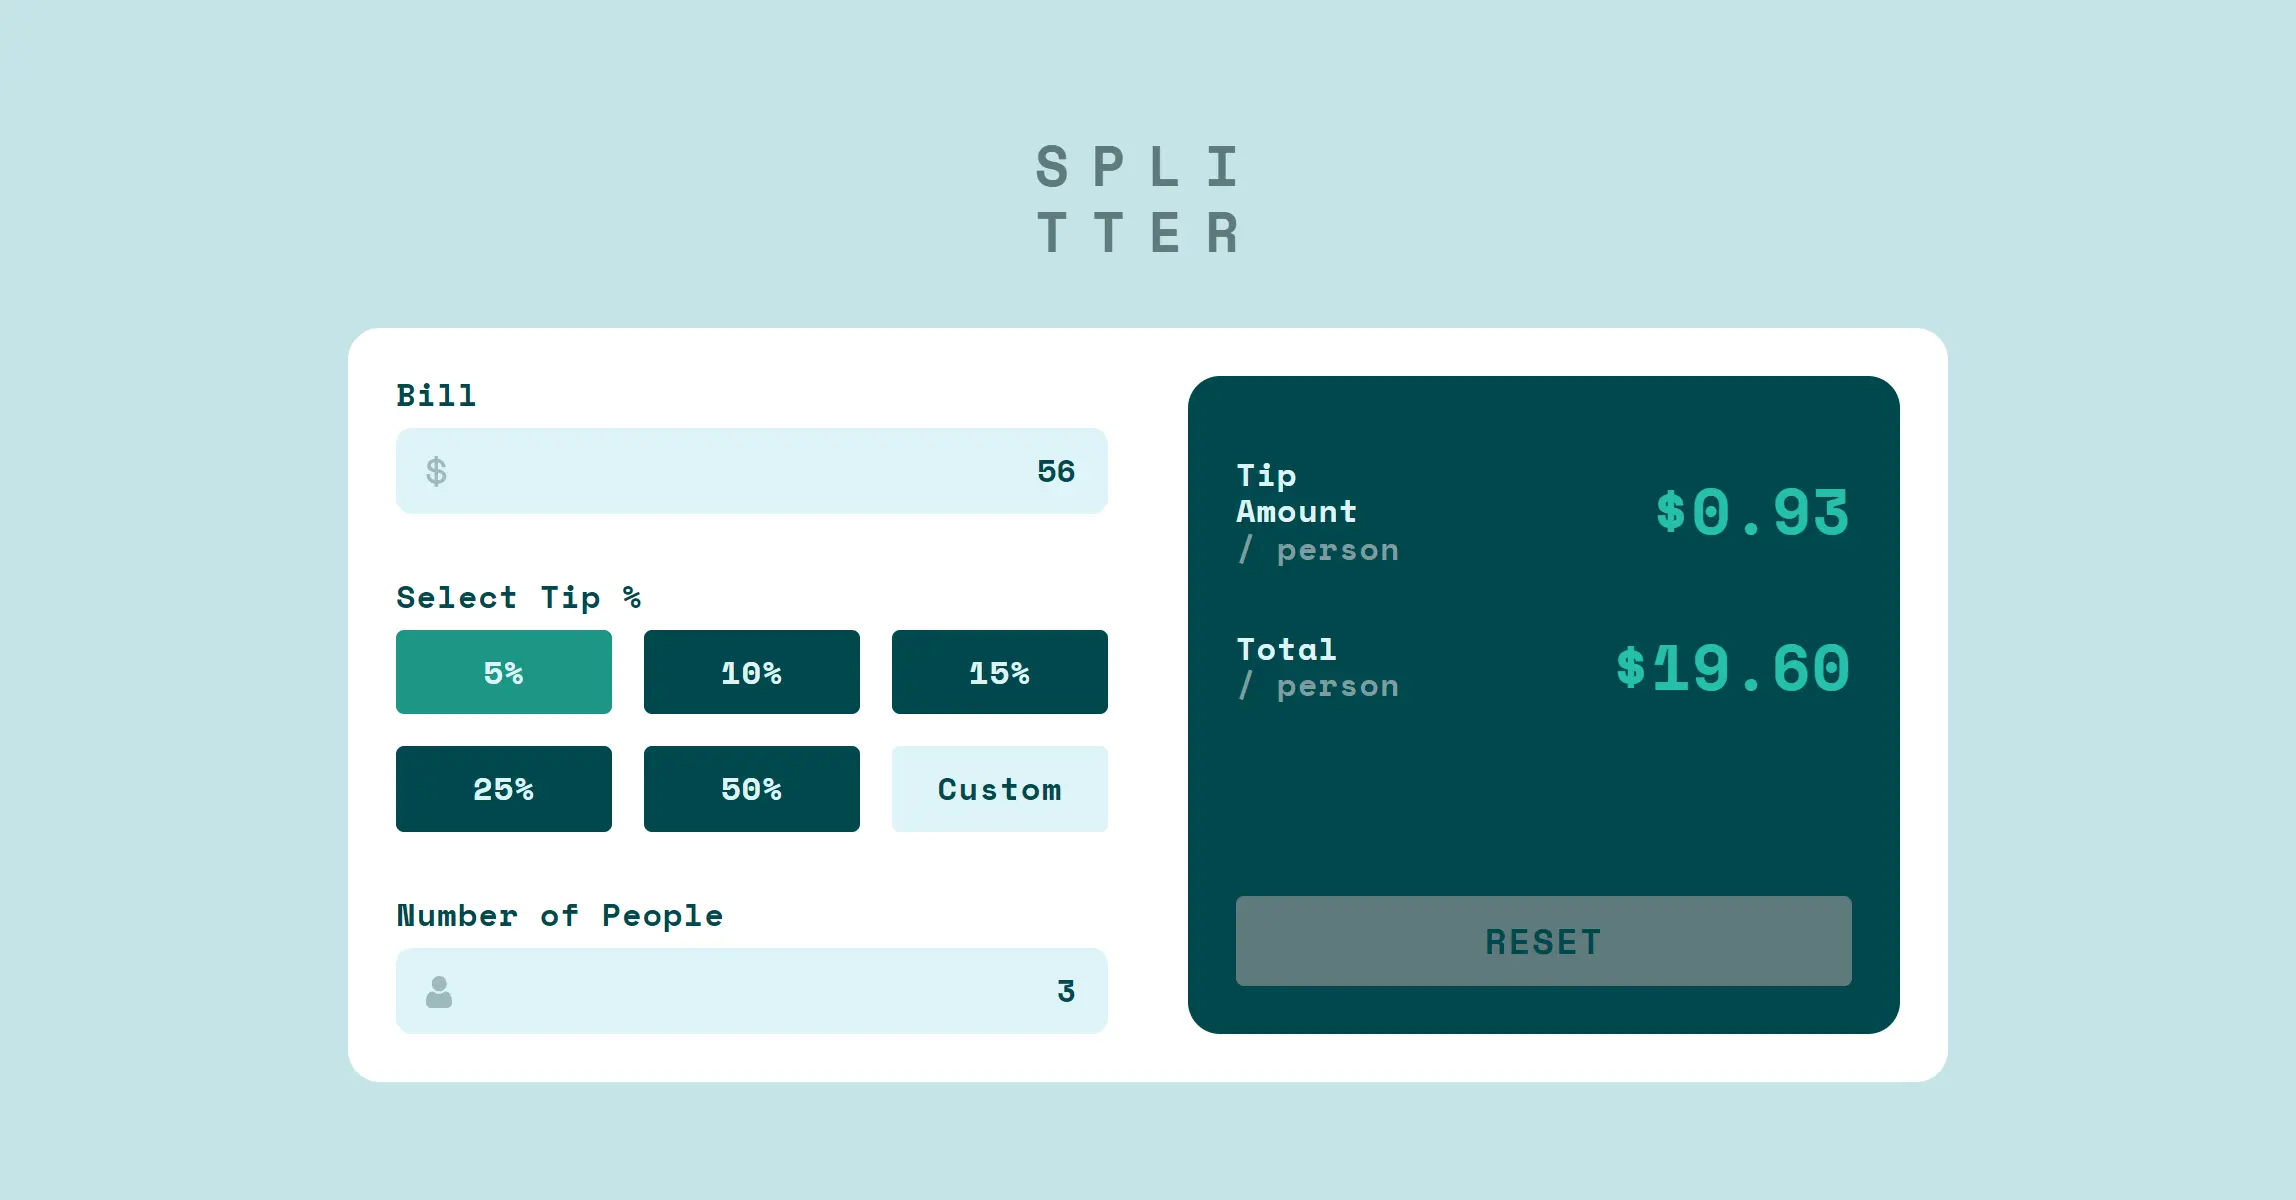 SPLI
TTER
Bill
$
56
Select Tip %
5%
10%
15%
25%
50%
Custom
Number of People
3
Tip
Amount
/ person
$0.93
Total
/ person
$19.60
RESET